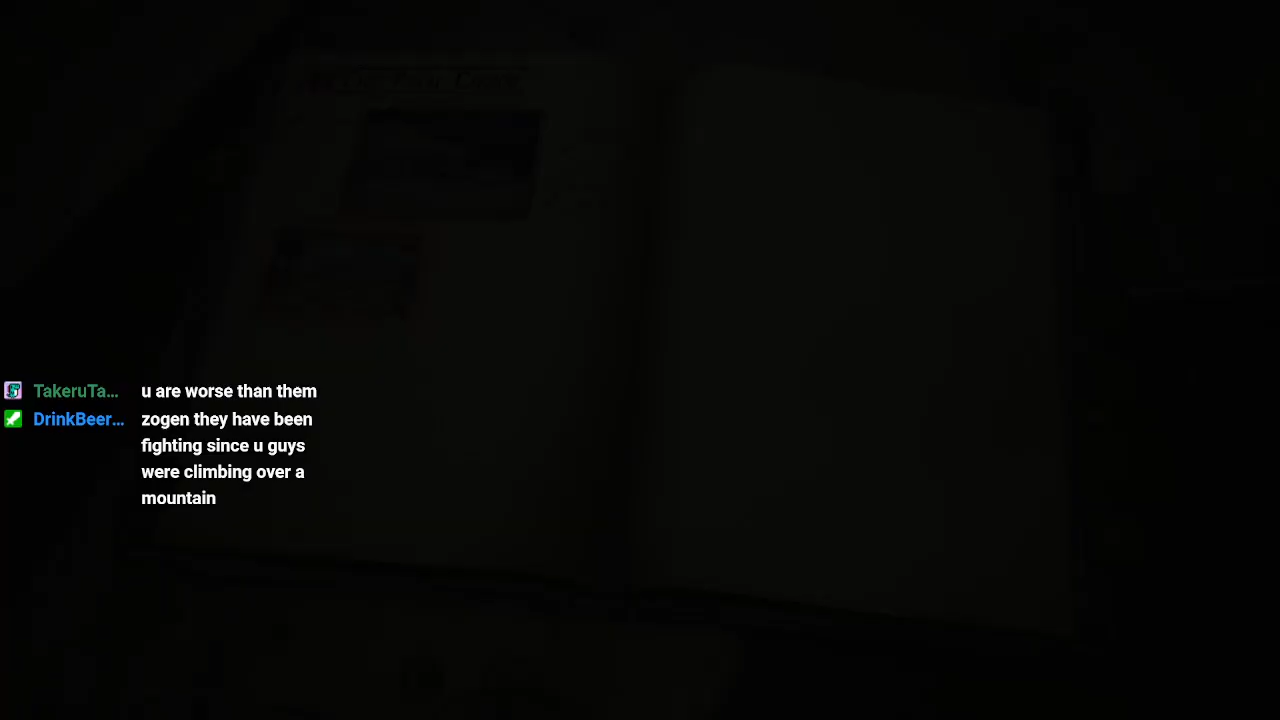 TakeruTa... u are worse than them
DrinkBeer... zogen they have been
fighting since u guys
were climbing over a
mountain